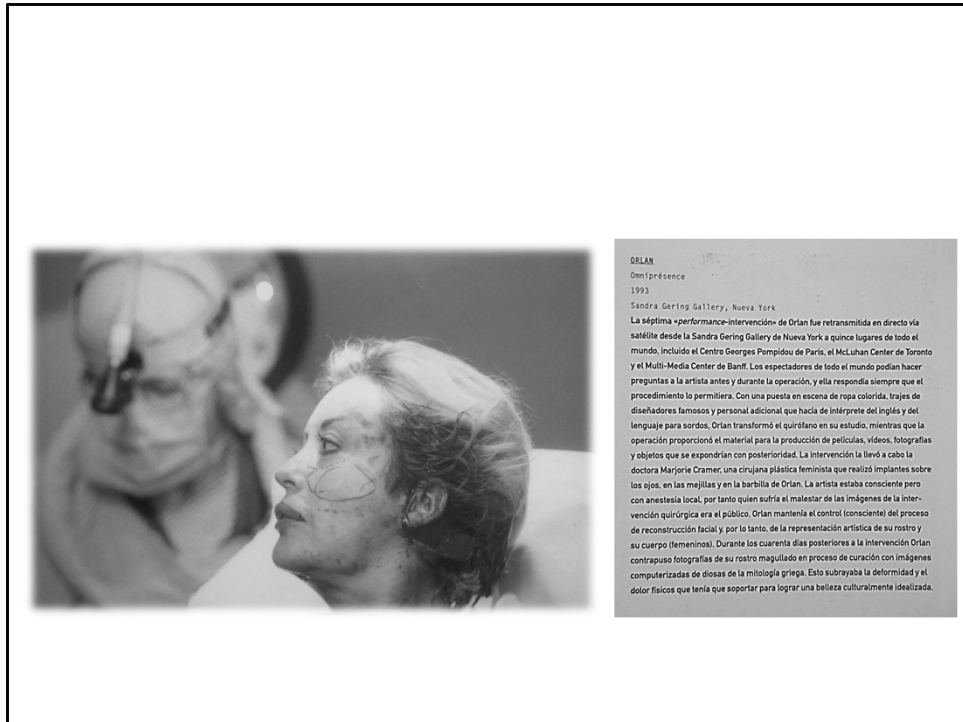 ORLAN
Omniprésence
1993
Sandra Gering Gallery, Nueva York
La séptima «performance-intervención» de Orlan fue retransmitida en directo vía
satélite desde la Sandra Gering Gallery de Nueva York a quince lugares de todo el
mundo, incluido el Centro Georges Pompidou de París, el McLuhan Center de Toronto
y el Multi-Media Center de Banff. Los espectadores de todo el mundo podían hacer
preguntas a la artista antes y durante la operación, y ella respondía siempre que el
procedimiento lo permitiera. Con una puesta en escena de ropa colorida, trajes de
diseñadores famosos y personal adicional que hacía de intérprete del inglés y del
lenguaje para sordos, Orlan transformó el quirófano en su estudio, mientras que la
operación proporcionó el material para la producción de películas, vídeos, fotografías
y objetos que se expondrían con posterioridad. La intervención la llevó a cabo la
doctora Marjorie Cramer, una cirujana plástica feminista que realizó implantes sobre
los ojos, en las mejillas y en la barbilla de Orlan. La artista estaba consciente pero
con anestesia local, por tanto quien sufría el malestar de las imágenes de la inter-
vención quirúrgica era el público. Orlan mantenía el control (consciente) del proceso
de reconstrucción facial y, por lo tanto, de la representación artística de su rostro y
su cuerpo (femeninos). Durante los cuarenta días posteriores a la intervención Orlan
contrapuso fotografías de su rostro magullado en proceso de curación con imágenes
computerizadas de diosas de la mitología griega. Esto subrayaba la deformidad y el
dolor físicos que tenía que soportar para lograr una belleza culturalmente idealizada.